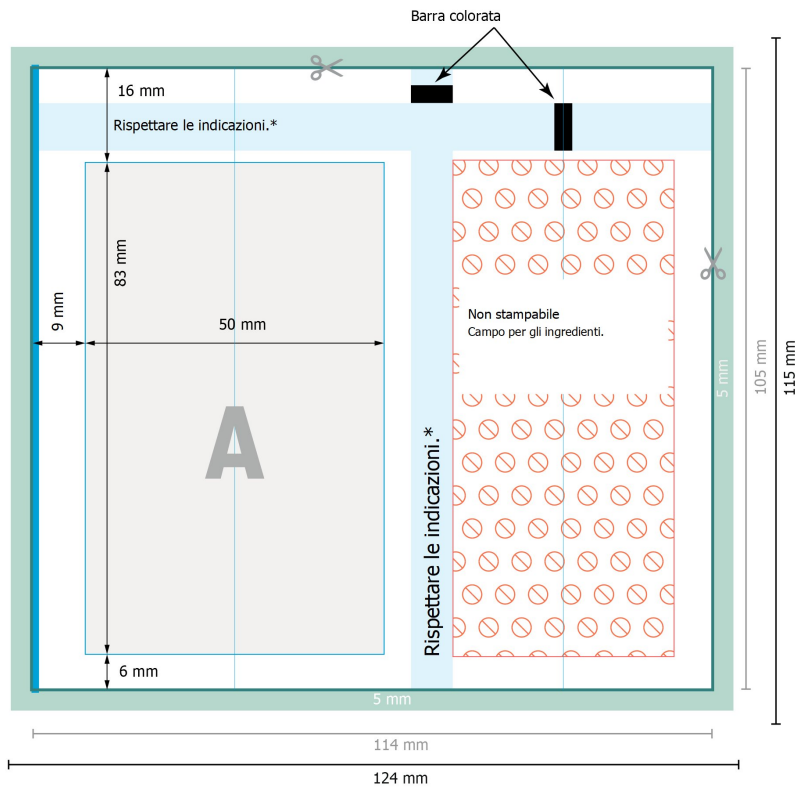 Barra colorata
16 mm
Rispettare le indicazioni.*
83 mm
9 mm
50 mm
Non stampabile
Campo per gli ingredienti.
5 mm
105 mm
115 mm
A
Rispettare le indicazioni.*
6 mm
5 mm
114 mm
124 mm